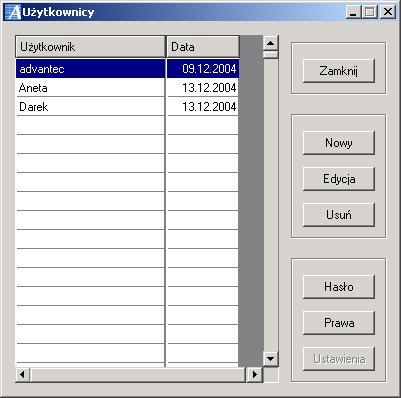 Użytkownicy
Użytkownik Data
advantec 09.12.2004
Aneta 13.12.2004
Darek 13.12.2004
Zamknij
Nowy
Edycja
Usuń
Hasło
Prawa
Ustawienia